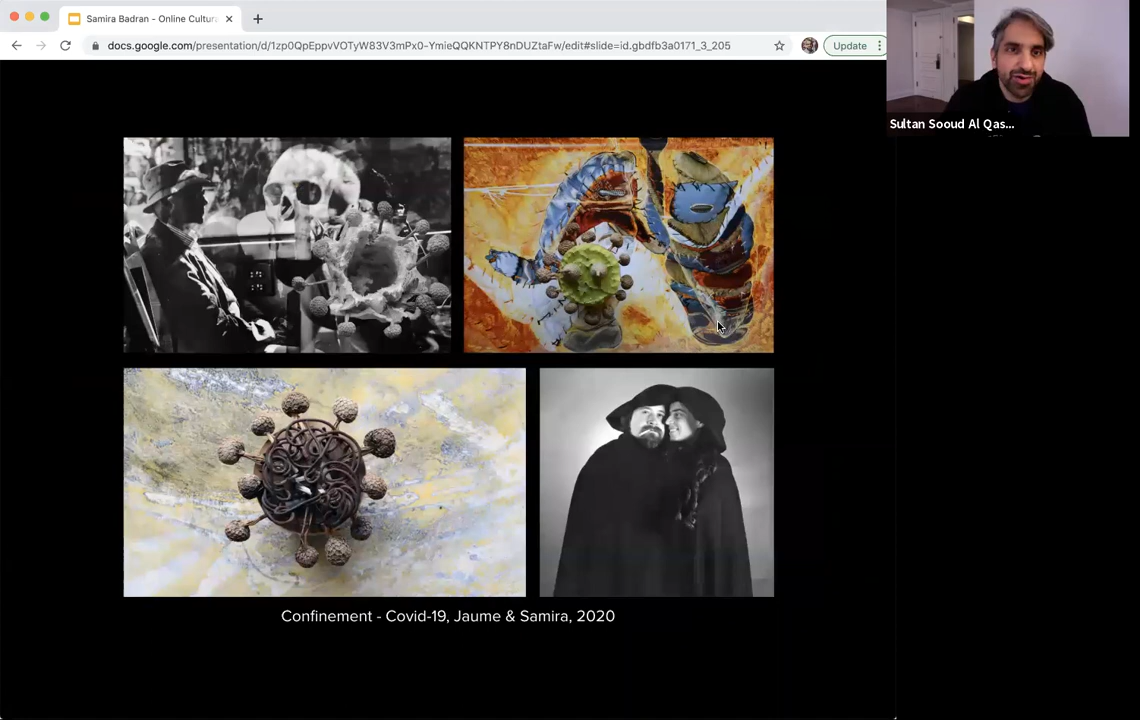 Samira Badran - Online Cultura
docs.google.com/presentation/d/1zp0QpEppvVOTyW83V3mPx0-YmieQQKNTPY8nDUZtaFw/edit#slide=id.gbdfb3a0171_3_205
Update
Sultan Sooud Al Qas...
Confinement - Covid-19, Jaume & Samira, 2020